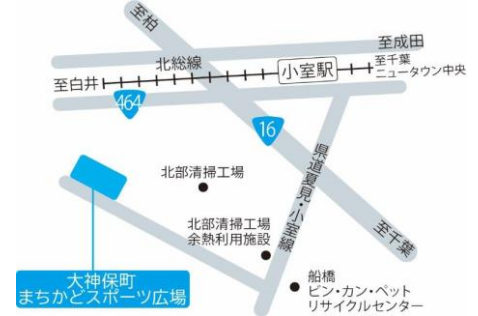 至柏
至成田
北総線
小室駅
至千葉
ニュータウン中央
至白井
464
16
県道夏見・小室線
北部清掃工場
北部清掃工場
余熱利用施設
至千葉
船橋
ビン・カン・ペット
リサイクルセンター
大神保町
まちかどスポーツ広場